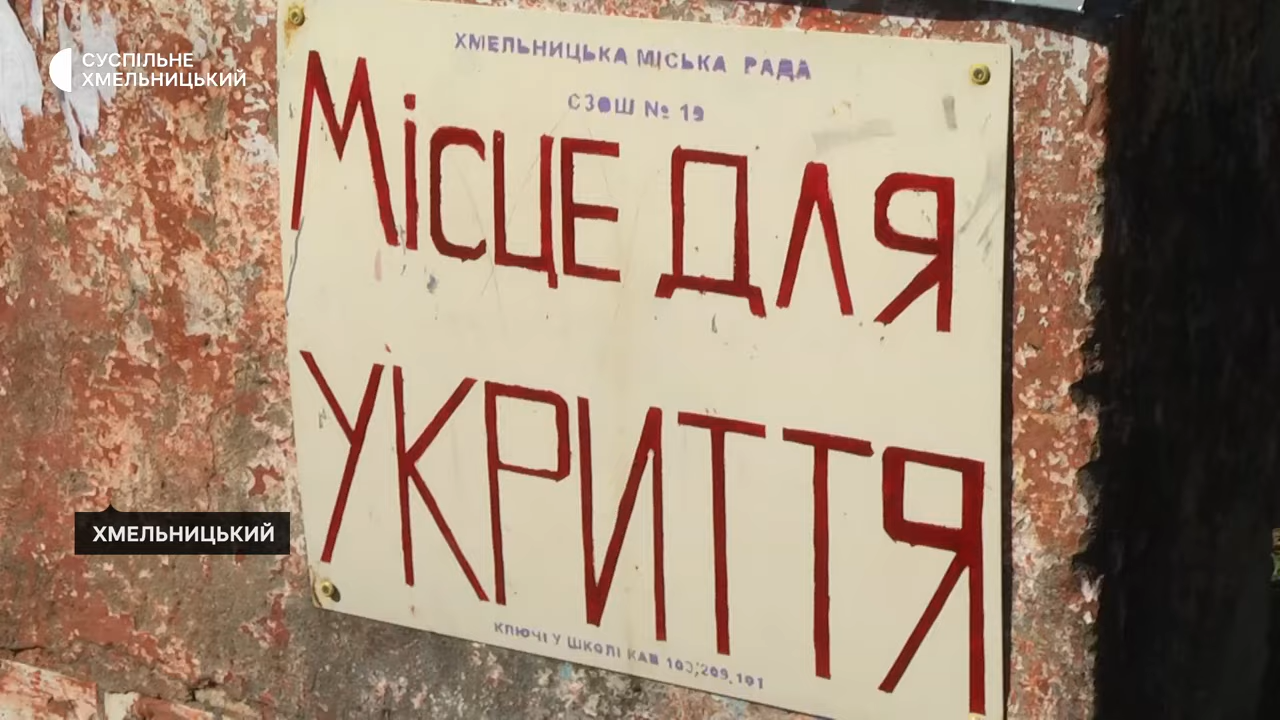 СУСПІЛЬНЕ
ХМЕЛЬНИЦЬКИЙ
ХМЕЛЬНИЦЬКА МІСЬКА РАДА
СЗОШ № 19
МІСЦЕ ДЛЯ
УКРИТТЯ
КЛЮЧІ У ШКОЛІ КАБ 103,209,101
ХМЕЛЬНИЦЬКИЙ